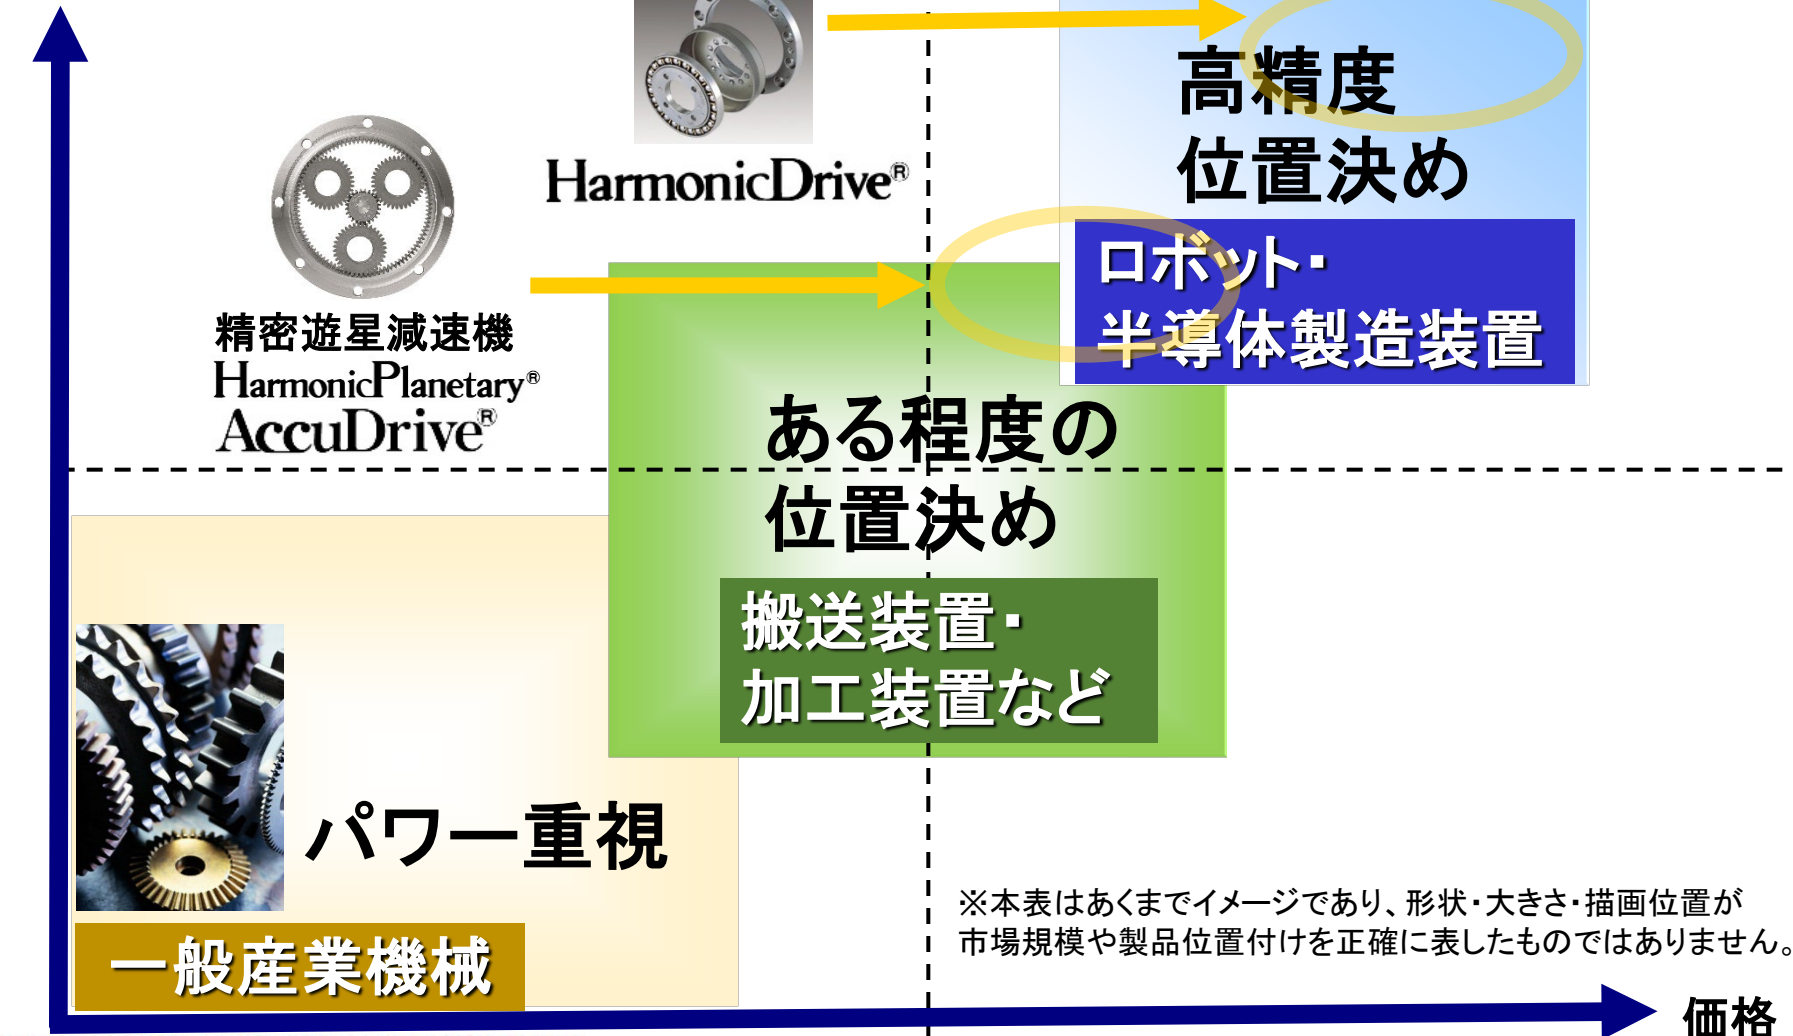 高精度
位置決め
HarmonicDrive®
ロボット・
半導体製造装置
精密遊星減速機
HarmonicPlanetary®
AccuDrive®
ある程度の
位置決め
搬送装置・
加工装置など
パワー重視
一般産業機械
※本表はあくまでイメージであり、形状・大きさ・描画位置が
市場規模や製品位置付けを正確に表したものではありません。
価格